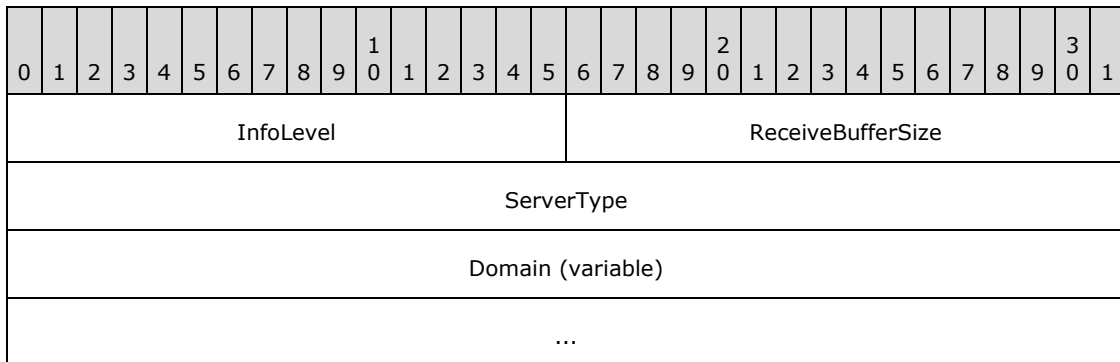 1 2 3
0 1 2 3 4 5 6 7 8 9 0 1 2 3 4 5 6 7 8 9 0 1 2 3 4 5 6 7 8 9 0 1
InfoLevel ReceiveBufferSize
ServerType
Domain (variable)
...